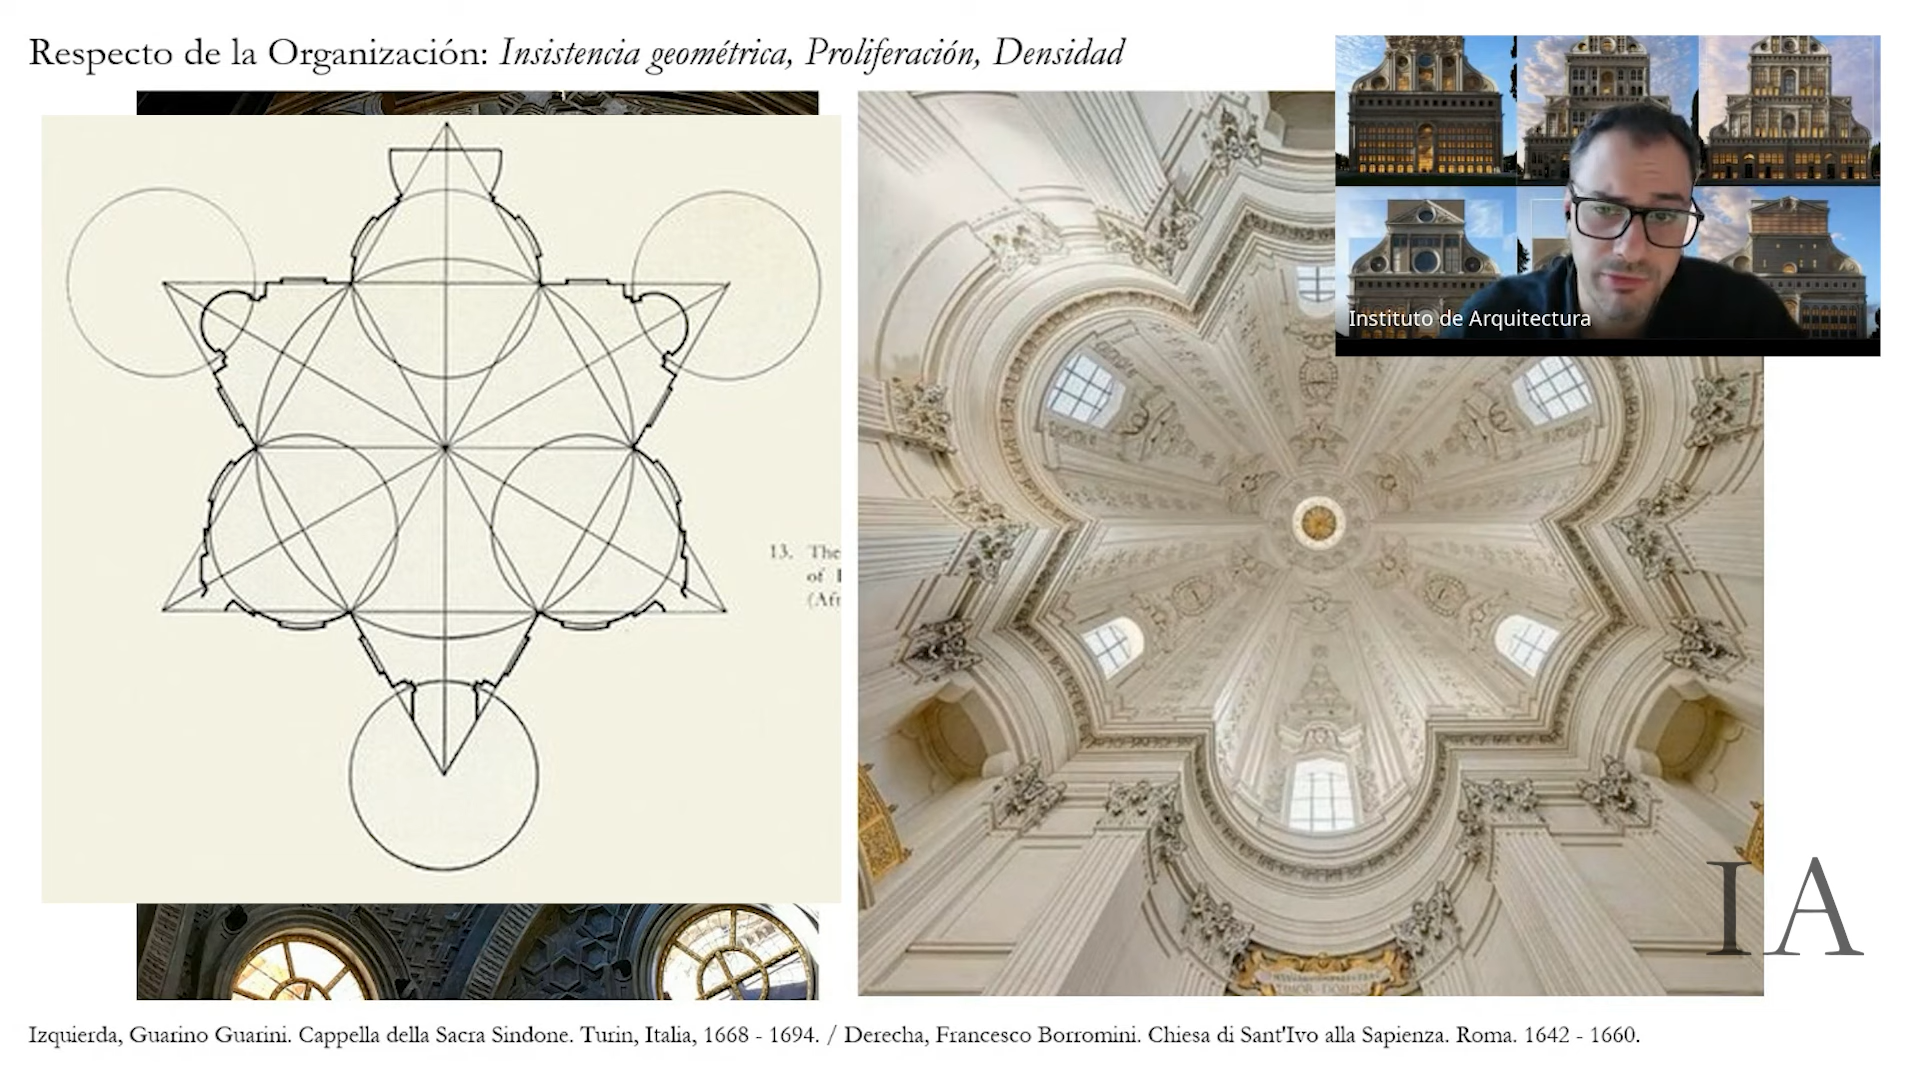 Respecto de la Organización: Insistencia geométrica, Proliferación, Densidad
Instituto de Arquitectura
13. The
of
(Afr
IA
Izquierda, Guarino Guarini. Cappella della Sacra Sindone. Turin, Italia, 1668 - 1694. / Derecha, Francesco Borromini. Chiesa di Sant'Ivo alla Sapienza. Roma. 1642 - 1660.